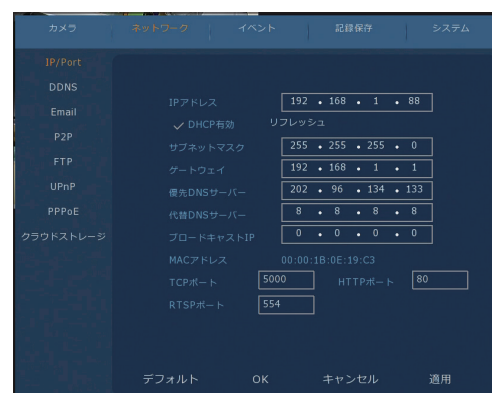 カメラ ネットワーク イベント 記録保存 システム
IP/Port
DDNS
Email
P2P
FTP
UPnP
PPPoE
クラウドストレージ
IPアドレス 192 . 168 . 1 . 88
✓ DHCP有効 リフレッシュ
サブネットマスク 255 . 255 . 255 . 0
ゲートウェイ 192 . 168 . 1 . 1
優先DNSサーバー 202 . 96 . 134 . 133
代替DNSサーバー 8 . 8 . 8 . 8
ブロードキャストIP 0 . 0 . 0 . 0
MACアドレス 00:00:1B:0E:19:C3
TCPポート 5000 HTTPポート 80
RTSPポート 554
デフォルト OK キャンセル 適用